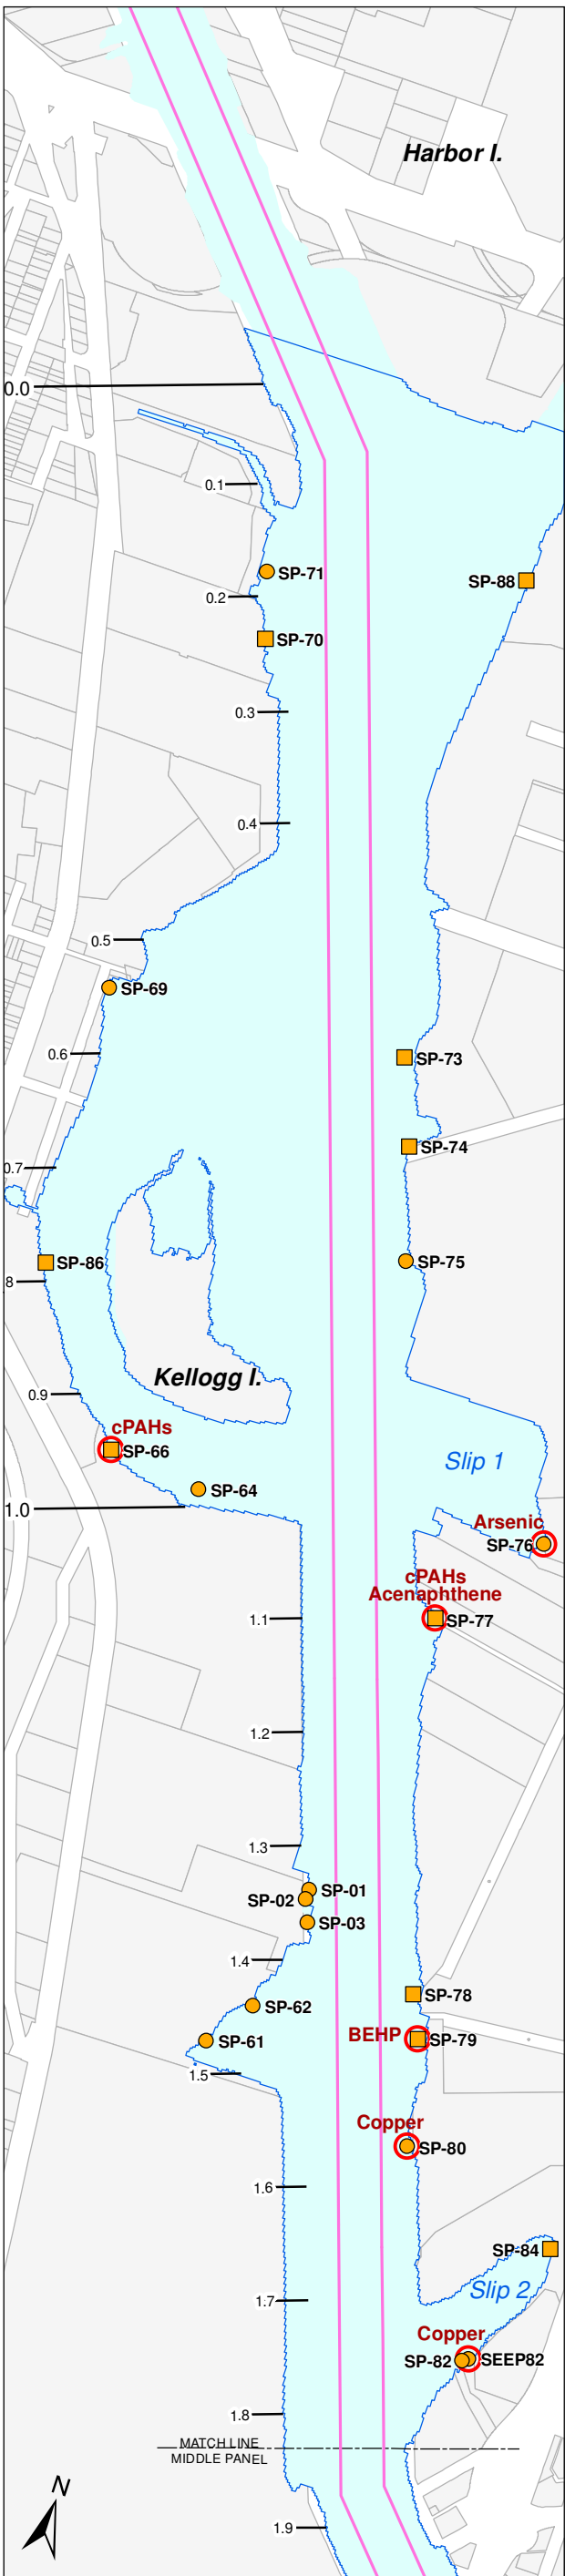 Harbor I.
0.0
0.1
SP-71
SP-88
0.2
SP-70
0.3
0.4
0.5
SP-69
0.6
SP-73
SP-74
0.7
SP-86
SP-75
8
Kellogg I.
0.9
cPAHs
SP-66
Slip 1
SP-64
1.0
Arsenic
SP-76
cPAHs
Acenaphthene
SP-77
1.1
1.2
1.3
SP-01
SP-02
SP-03
1.4
SP-78
SP-62
BEHP
SP-79
SP-61
1.5
Copper
SP-80
1.6
SP-84
Slip 2
1.7
Copper
SP-82
SEEP82
1.8
MATCH LINE
MIDDLE PANEL
N
1.9